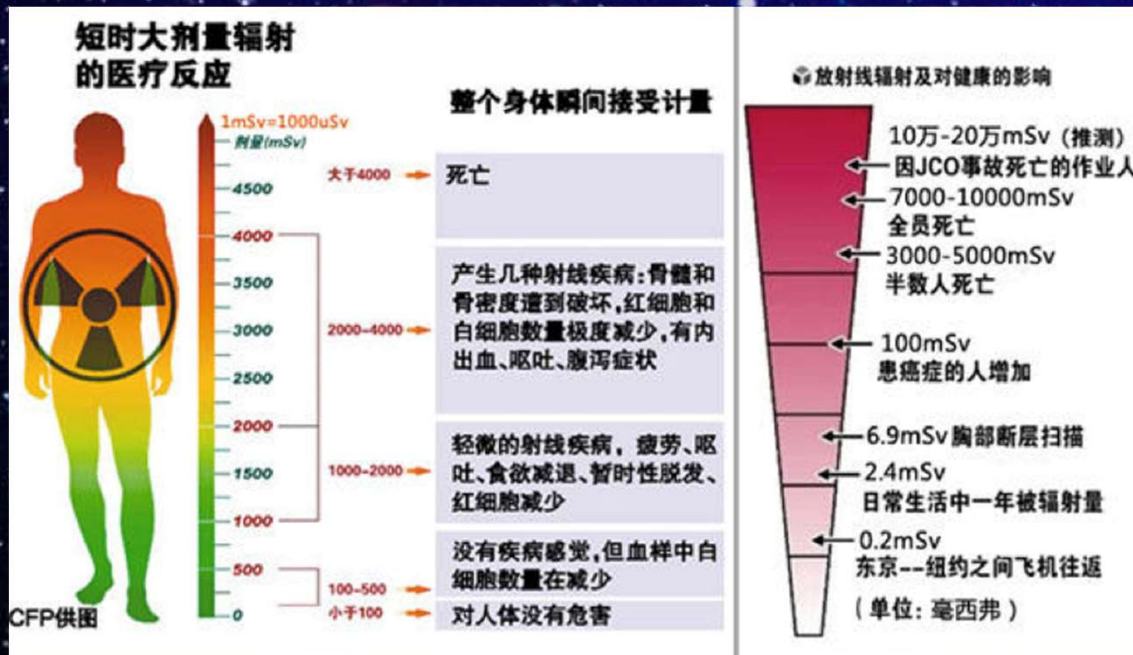 短时大剂量辐射
的医疗反应
1mSv=1000uSv
剂量(mSv)
4500
4000
3500
3000
2500
2000
1500
1000
500
0
CFP供图
整个身体瞬间接受计量
大于4000
死亡
2000-4000
产生几种射线疾病:骨髓和
骨密度遭到破坏,红细胞和
白细胞数量极度减少,有内
出血、呕吐、腹泻症状
1000-2000
轻微的射线疾病，疲劳、呕
吐、食欲减退、暂时性脱发、
红细胞减少
100-500
没有疾病感觉,但血样中白
细胞数量在减少
小于100
对人体没有危害
放射线辐射及对健康的影响
10万-20万mSv（推测）
因JCO事故死亡的作业人
7000-10000mSv
全员死亡
3000-5000mSv
半数人死亡
100mSv
患癌症的人增加
6.9mSv胸部断层扫描
2.4mSv
日常生活中一年被辐射量
0.2mSv
东京--纽约之间飞机往返
（单位: 毫西弗）